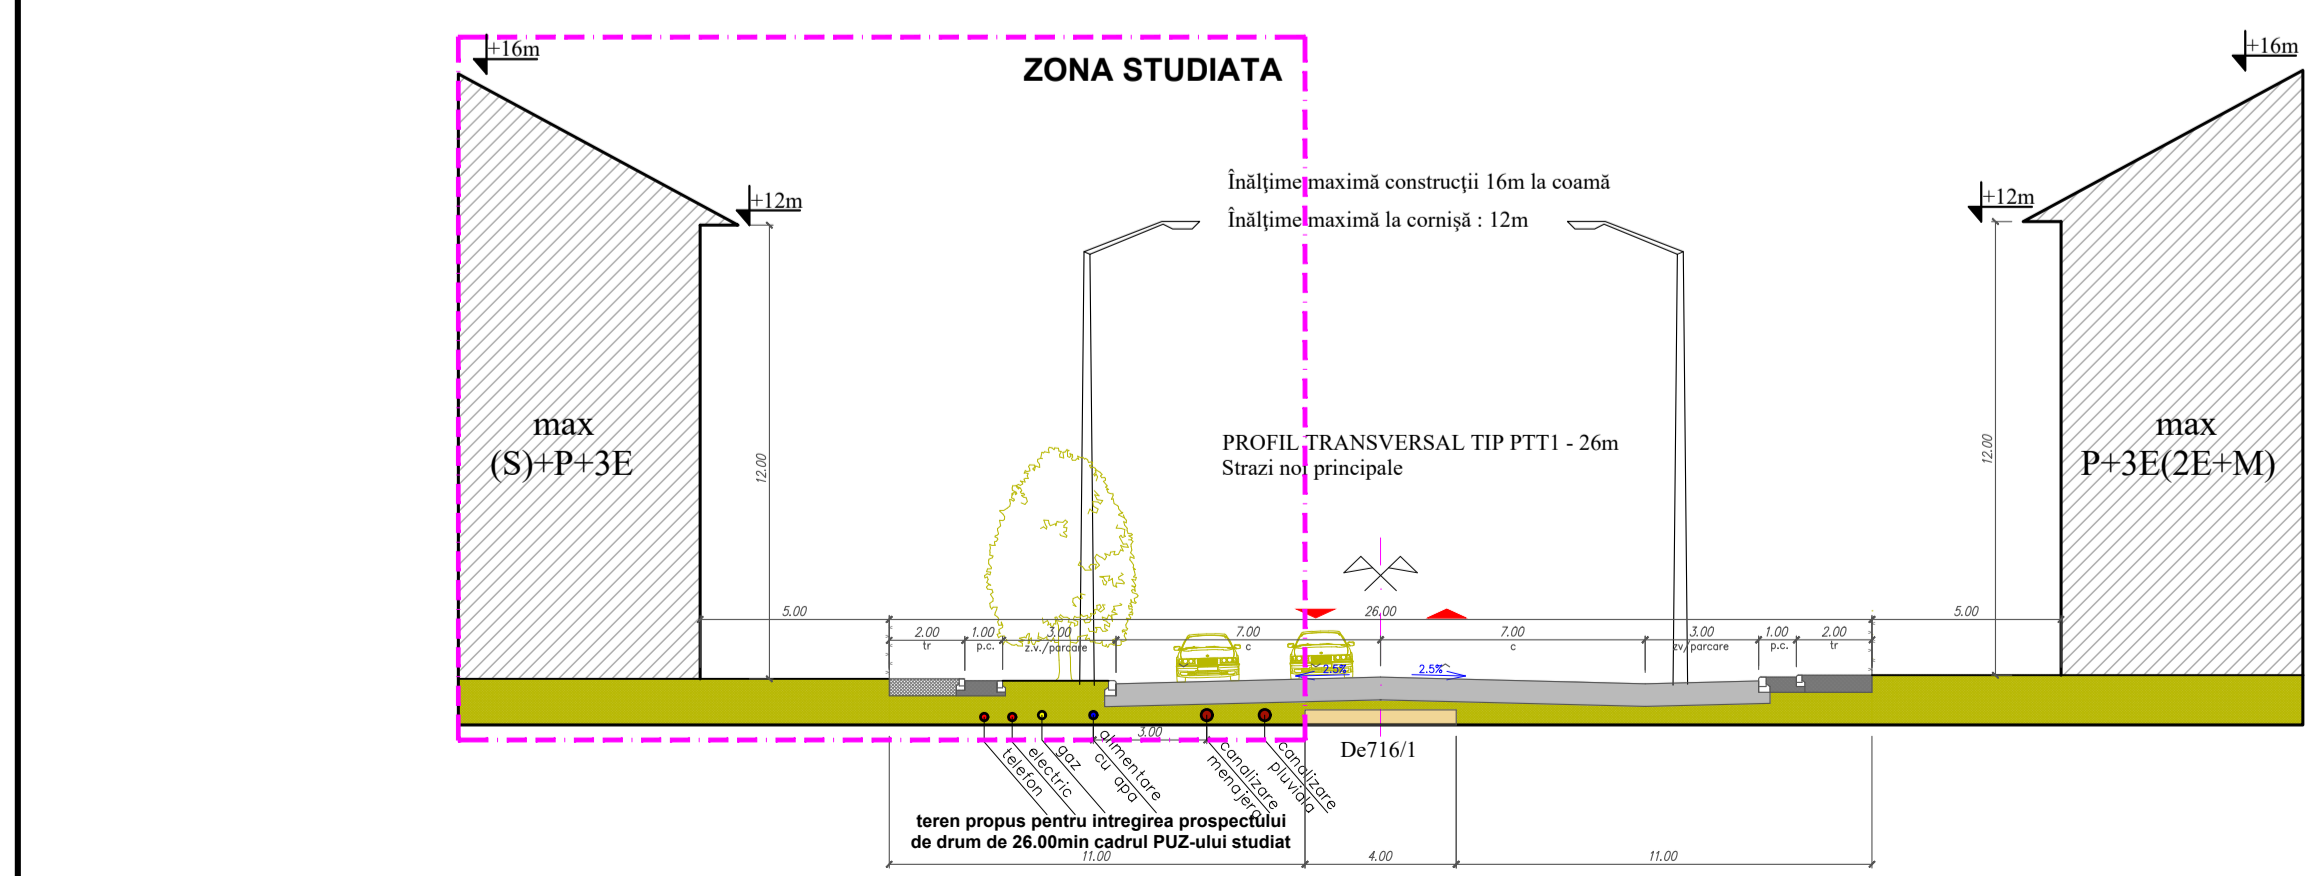 +16m
+16m
ZONA STUDIATA
Înălţime maximă construcţii 16m la coamă
+12m
+12m
Înălţime maximă la cornişă : 12m
max
(S)+P+3E
12.00
PROFIL TRANSVERSAL TIP PTT1 - 26m
Strazi noi principale
12.00
max
P+3E(2E+M)
5.00
26.00
5.00
2.00
1.00
3.00
7.00
7.00
3.00
1.00
2.00
tr
p.c.
z.v./parcare
c
c
zv/parcare
p.c.
tr
2.5%
2.5%
3.00
De716/1
telefon
electric
gaz
alimentare
cu apa
canalizare
menajera
canalizare
pluviala
teren propus pentru intregirea prospectului
de drum de 26.00min cadrul PUZ-ului studiat
11.00
4.00
11.00